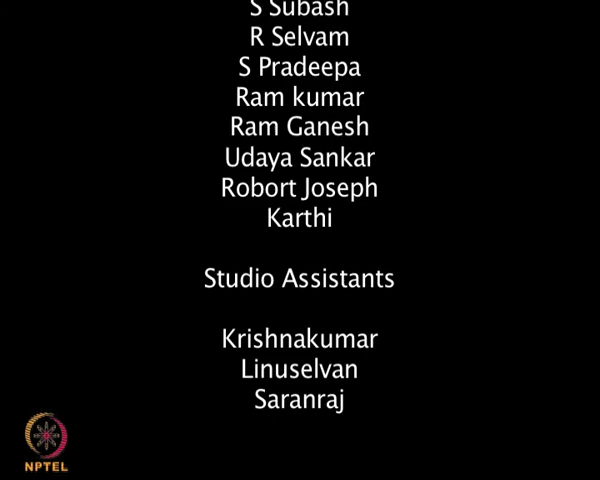 S Subash
R Selvam
S Pradeepa
Ram kumar
Ram Ganesh
Udaya Sankar
Robort Joseph
Karthi
Studio Assistants
Krishnakumar
Linuselvan
Saranraj
NPTEL